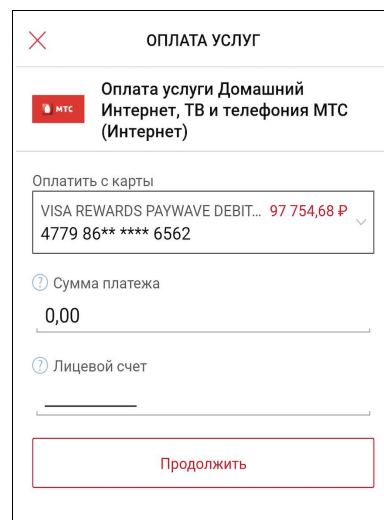 ОПЛАТА УСЛУГ
МТС
Оплата услуги Домашний
Интернет, ТВ и телефония МТС
(Интернет)
Оплатить с карты
VISA REWARDS PAYWAVE DEBIT... 97 754,68 ₽
4779 86** **** 6562
? Сумма платежа
0,00
? Лицевой счет
Продолжить